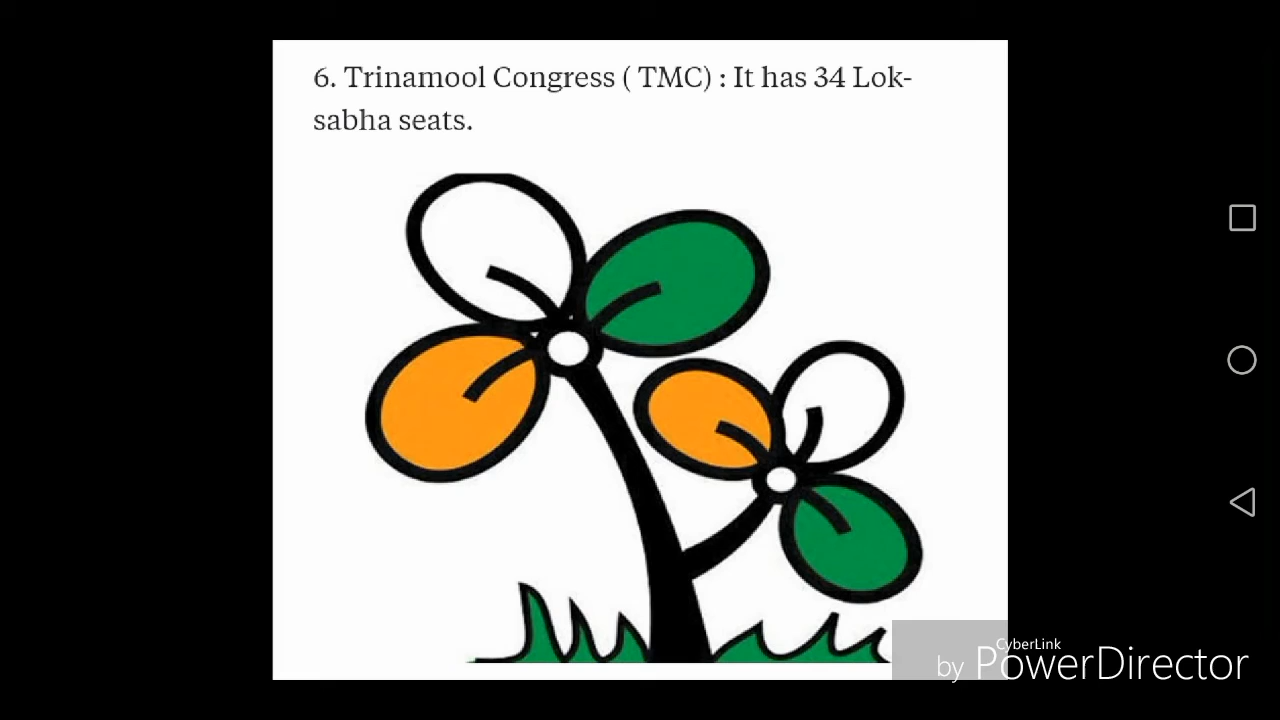 6. Trinamool Congress ( TMC) : It has 34 Lok-
sabha seats.
CyberLink
by PowerDirector